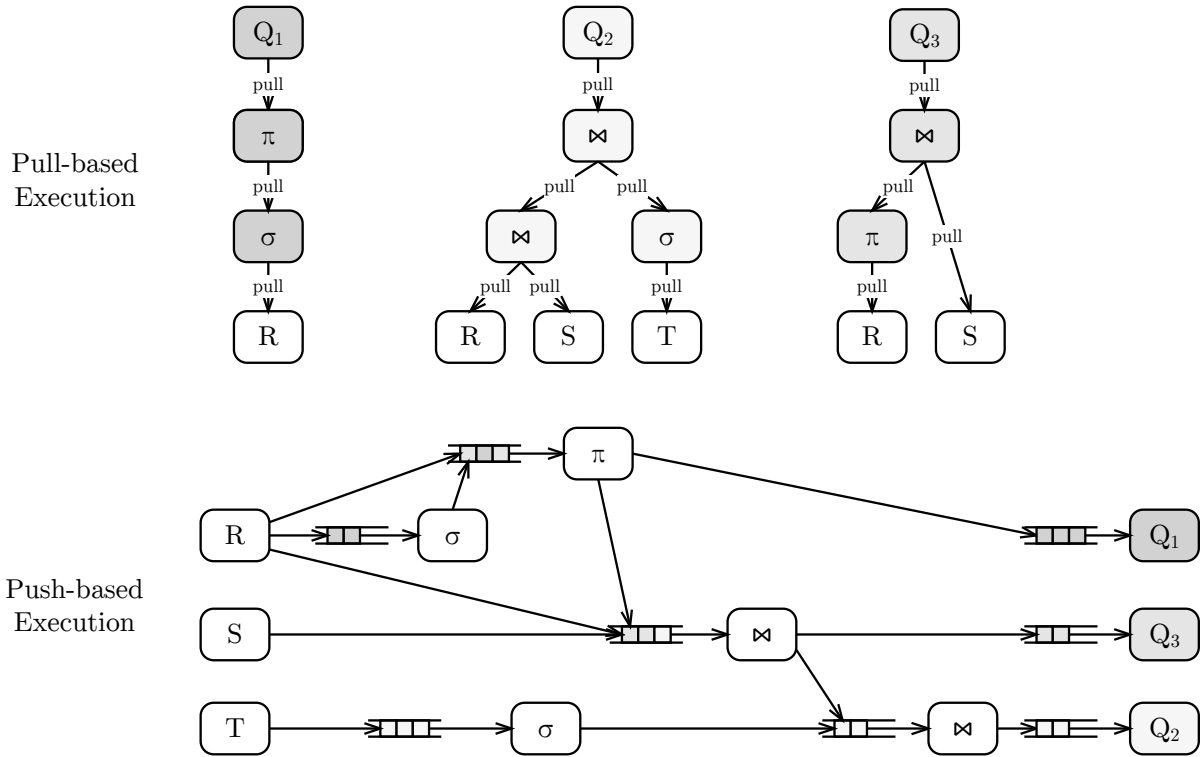 Q1 Q2 Q3
pull pull pull
π ⋈ ⋈
Pull-based
Execution
pull pull pull pull
σ ⋈ σ π pull
pull pull pull pull pull
R R S T R S
π
R σ Q1
Push-based
Execution
S ⋈ Q3
T σ ⋈ Q2